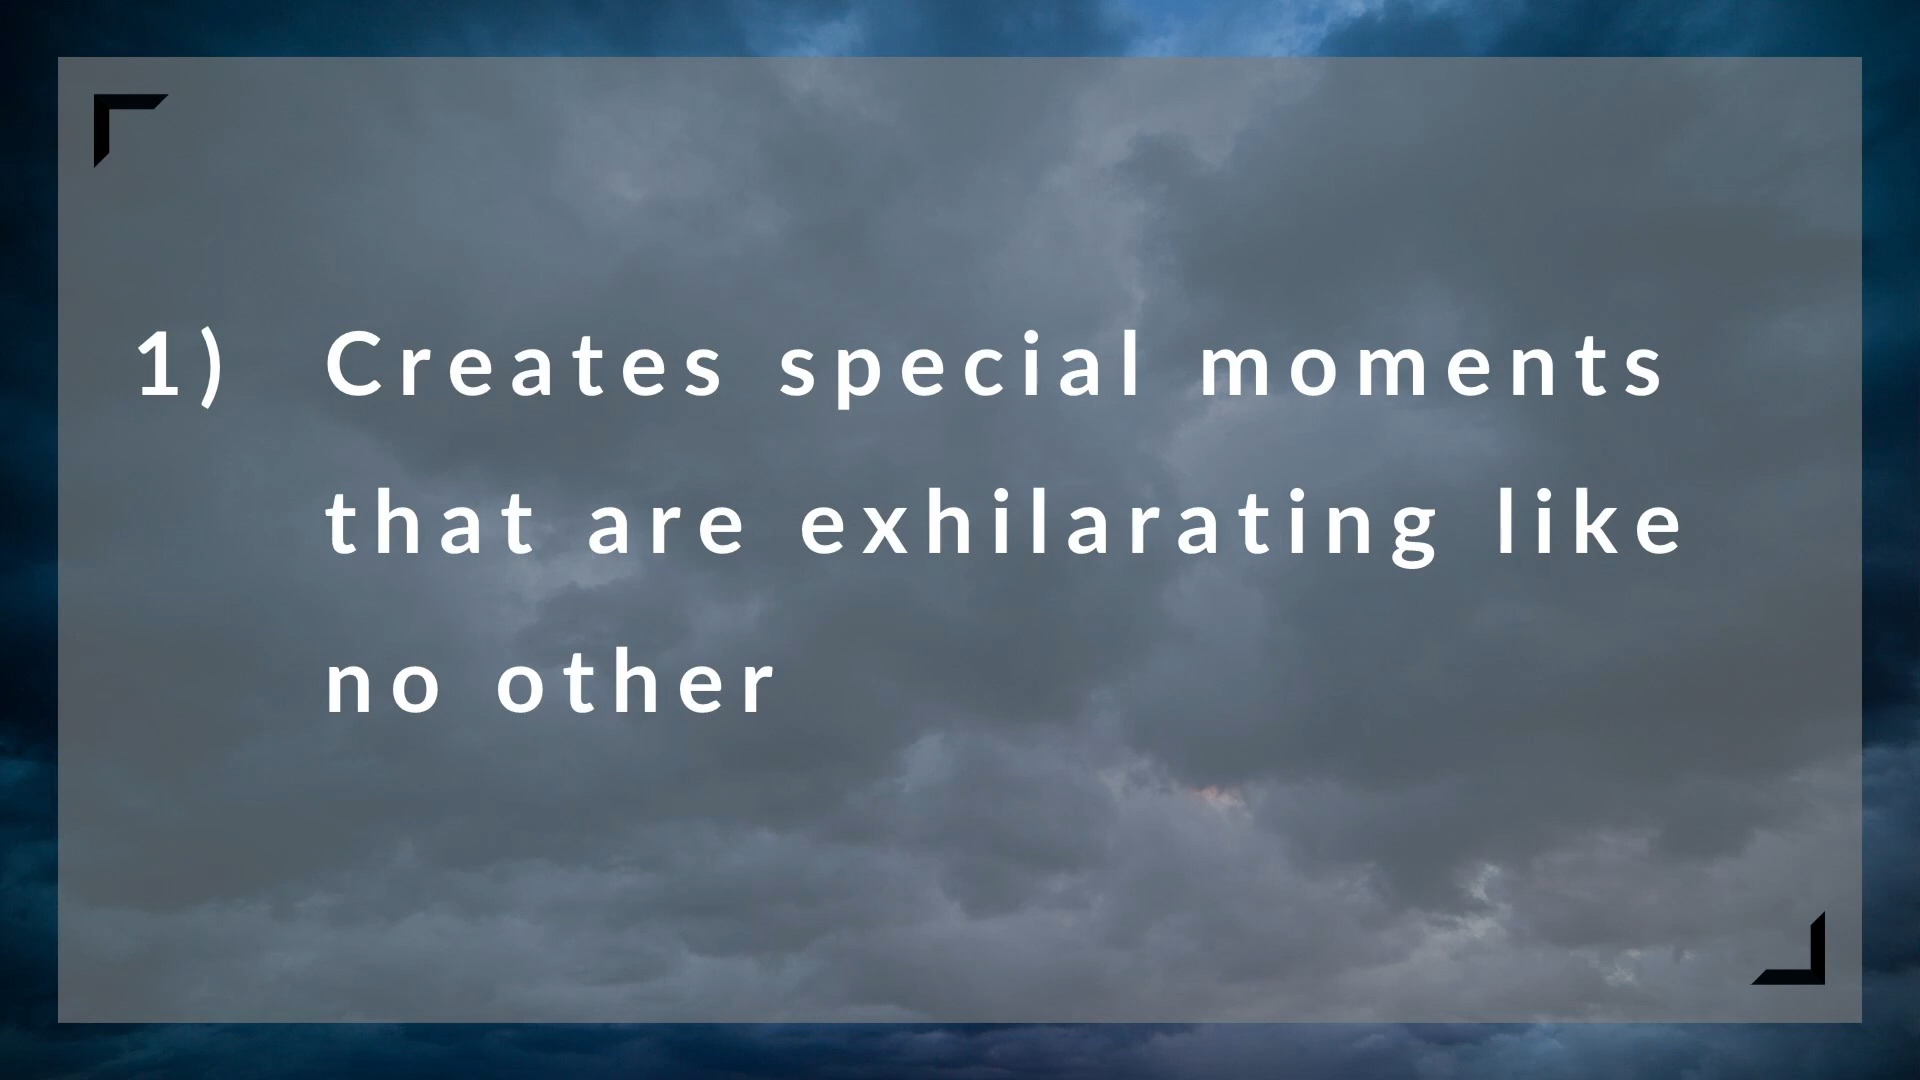 1) Creates special moments
that are exhilarating like
no other